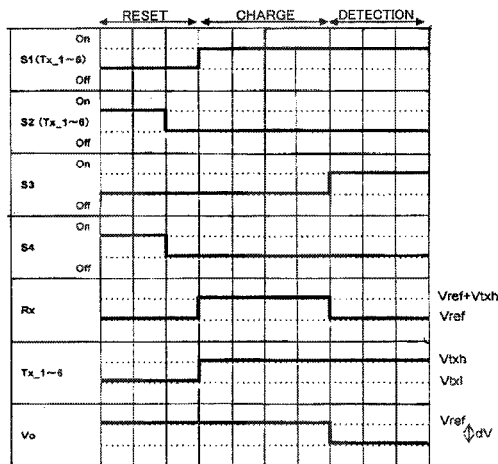 RESET CHARGE DETECTION
On
S1(Tx_1~6)
Off
On
S2 (Tx_1~6)
Off
On
S3
Off
On
S4
Off
Rx
Vref+Vtxh
Vref
Tx_1~6
Vtxh
Vtxl
Vo
Vref
dV